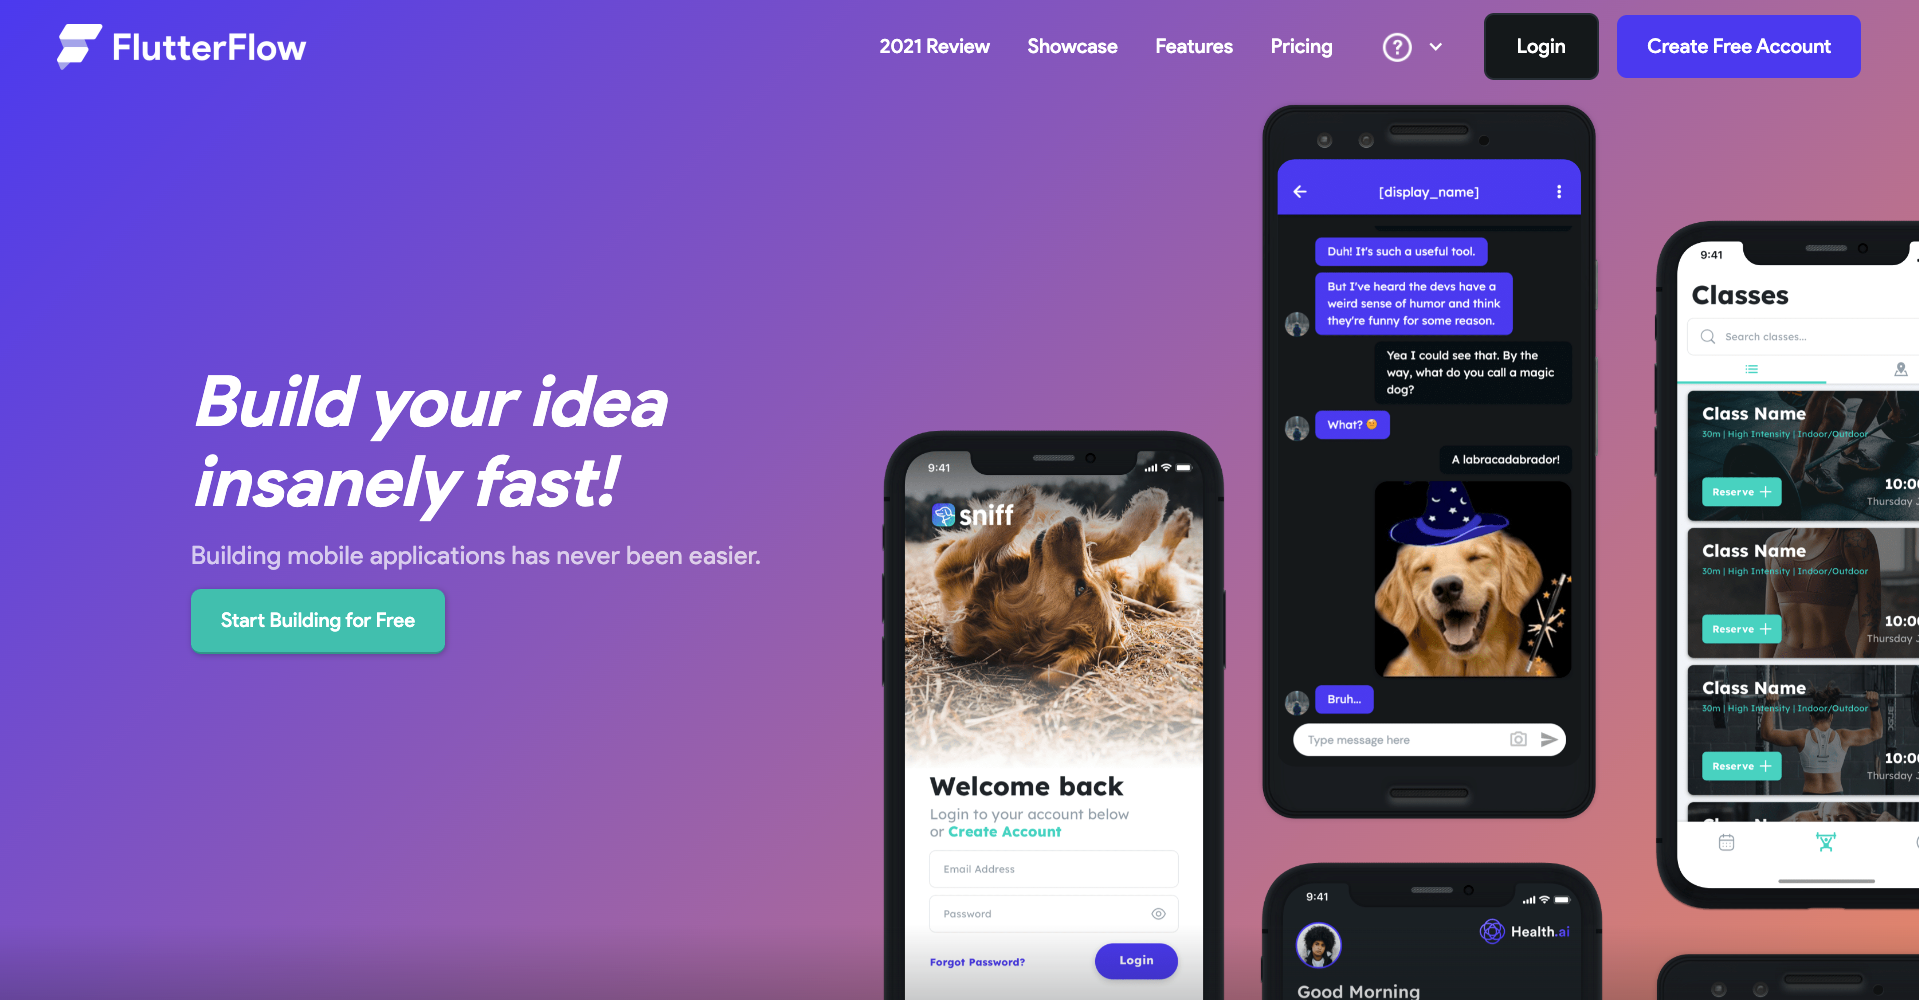 FlutterFlow
2021 Review
Showcase
Features
Pricing
?
Login
Create Free Account
Build your idea
insanely fast!
Building mobile applications has never been easier.
Start Building for Free
9:41
sniff
Welcome back
Login to your account below
or Create Account
Email Address
Password
Forgot Password?
Login
[display_name]
Duh! It's such a useful tool.
But I've heard the devs have a
weird sense of humor and think
they're funny for some reason.
Yea I could see that. By the
way, what do you call a magic
dog?
What?
A labracadabrador!
Bruh...
Type message here
9:41
Health.ai
Good Morning
9:41
Classes
Search classes...
Class Name
30m | High Intensity | Indoor/Outdoor
Reserve
10:00
Thursday J
Class Name
30m | High Intensity | Indoor/Outdoor
Reserve
10:00
Thursday J
Class Name
30m | High Intensity | Indoor/Outdoor
Reserve
10:00
Thursday J